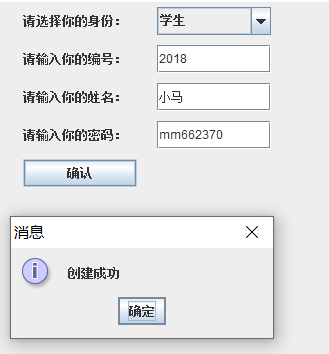 请选择你的身份： 学生
请输入你的编号： 2018
请输入你的姓名： 小马
请输入你的密码： mm662370
确认
消息
创建成功
确定